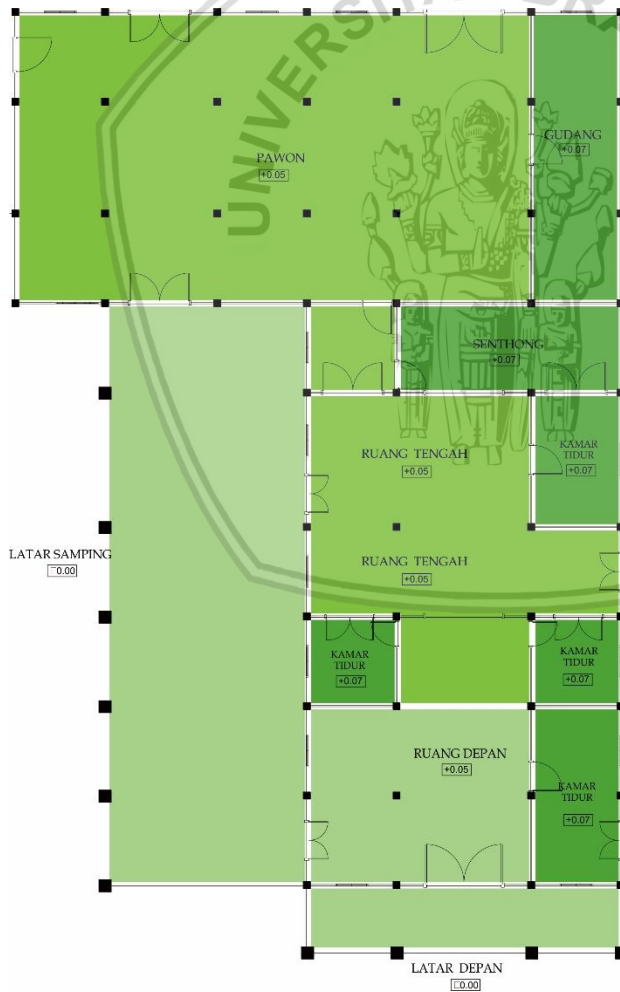 UNIVERSITAS BRA
PAWON
+0.05
GUDANG
+0.07
SENTHONG
+0.07
RUANG TENGAH
+0.05
KAMAR
TIDUR
+0.07
LATAR SAMPING
0.00
RUANG TENGAH
+0.05
KAMAR
TIDUR
+0.07
KAMAR
TIDUR
+0.07
RUANG DEPAN
+0.05
KAMAR
TIDUR
+0.07
LATAR DEPAN
0.00